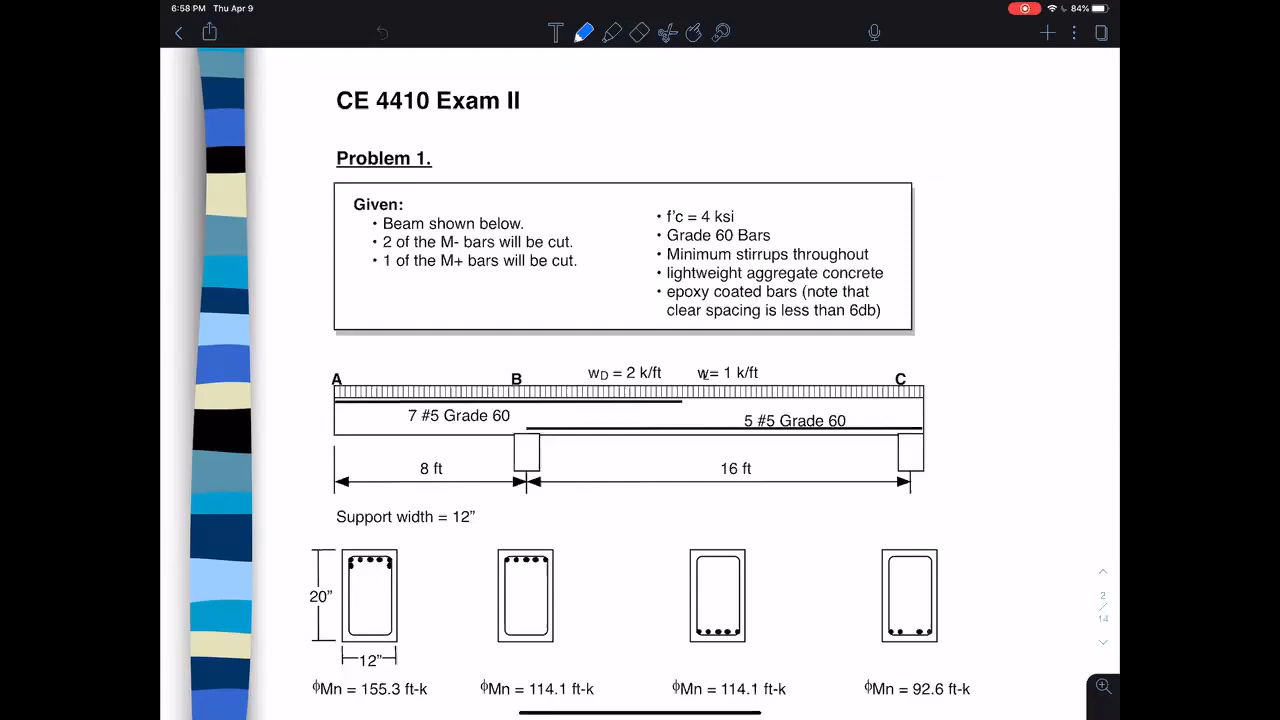 6:58 PM Thu Apr 9
84%
T
CE 4410 Exam II
Problem 1.
Given:
• Beam shown below.
• 2 of the M- bars will be cut.
• 1 of the M+ bars will be cut.
• f'c = 4 ksi
• Grade 60 Bars
• Minimum stirrups throughout
• lightweight aggregate concrete
• epoxy coated bars (note that
clear spacing is less than 6db)
wD = 2 k/ft wL= 1 k/ft
A B C
7 #5 Grade 60
5 #5 Grade 60
8 ft 16 ft
Support width = 12”
20”
12”
ϕMn = 155.3 ft-k ϕMn = 114.1 ft-k ϕMn = 114.1 ft-k ϕMn = 92.6 ft-k
2
/
14